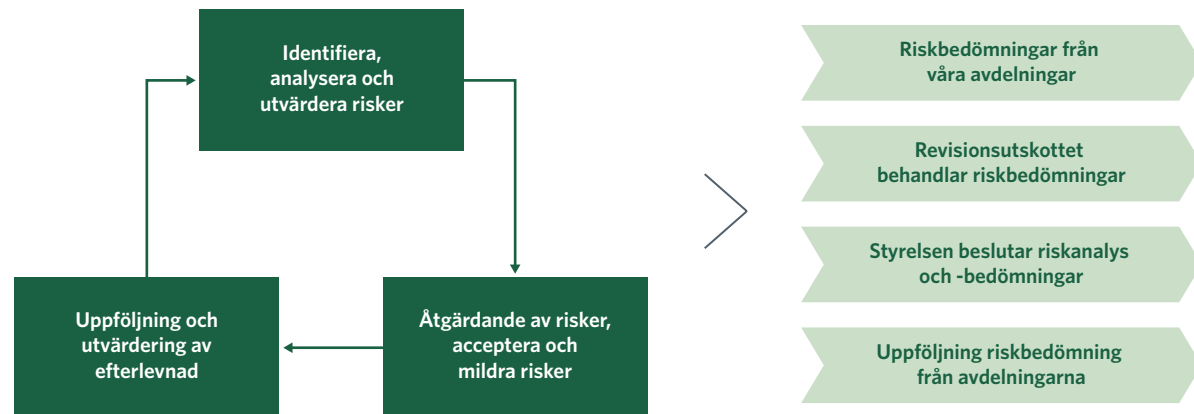 Identifiera,
analysera och
utvärdera risker
Uppföljning och
utvärdering av
efterlevnad
Åtgärdande av risker,
acceptera och
mildra risker
Riskbedömningar från
våra avdelningar
Revisionsutskottet
behandlar riskbedömningar
Styrelsen beslutar riskanalys
och -bedömningar
Uppföljning riskbedömning
från avdelningarna